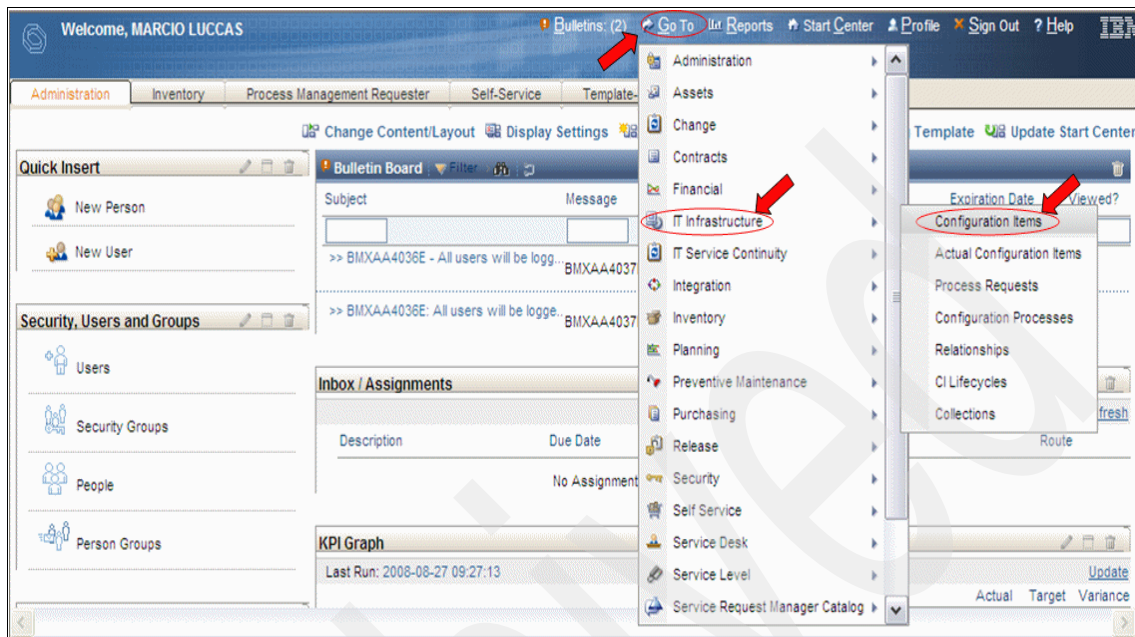 Welcome, MARCIO LUCCAS
Bulletins: (2) Go To Reports Start Center Profile Sign Out ? Help IBM
Administration Inventory Process Management Requester Self-Service Template-
Change Content/Layout Display Settings Template Update Start Center
Quick Insert
New Person
New User
Security, Users and Groups
Users
Security Groups
People
Person Groups
Bulletin Board Filter
Subject Message Expiration Date Viewed?
>> BMXAA4036E - All users will be logg... BMXAA4037
>> BMXAA4036E: All users will be logge... BMXAA4037
Inbox / Assignments
fresh
Description Due Date Route
No Assignment
KPI Graph
Last Run: 2008-08-27 09:27:13 Update
Actual Target Variance
Administration
Assets
Change
Contracts
Financial
IT Infrastructure
IT Service Continuity
Integration
Inventory
Planning
Preventive Maintenance
Purchasing
Release
Security
Self Service
Service Desk
Service Level
Service Request Manager Catalog
Configuration Items
Actual Configuration Items
Process Requests
Configuration Processes
Relationships
CI Lifecycles
Collections